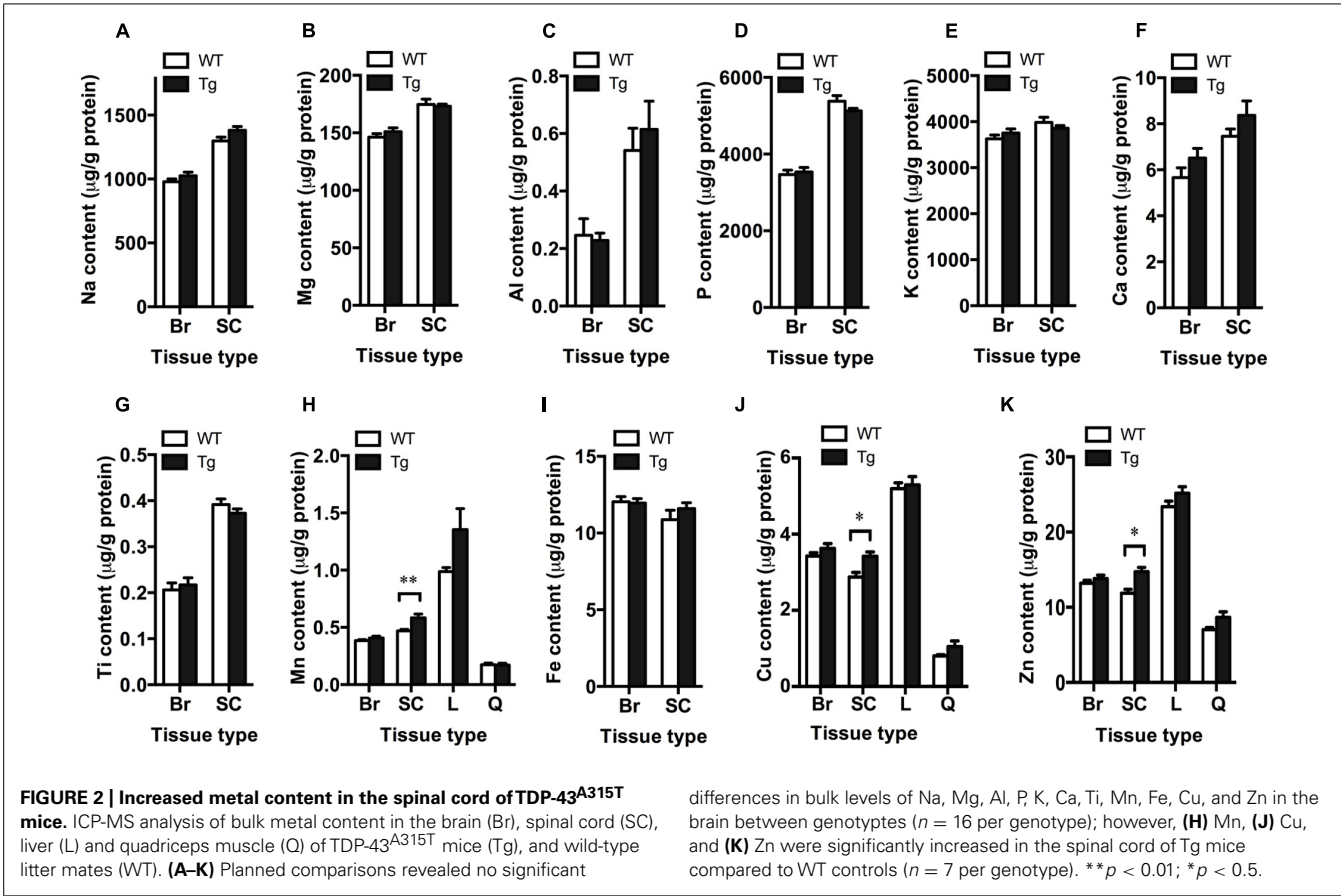 A
WT
Tg
Na content (µg/g protein)
1500
1000
500
0
Br SC
Tissue type
B
WT
Tg
Mg content (µg/g protein)
200
150
100
50
0
Br SC
Tissue type
C
WT
Tg
Al content (µg/g protein)
0.8
0.6
0.4
0.2
0.0
Br SC
Tissue type
D
WT
Tg
P content (µg/g protein)
6000
4000
2000
0
Br SC
Tissue type
E
WT
Tg
K content (µg/g protein)
5000
4000
3000
2000
1000
0
Br SC
Tissue type
F
WT
Tg
Ca content (µg/g protein)
10
8
6
4
2
0
Br SC
Tissue type
G
WT
Tg
Ti content (µg/g protein)
0.5
0.4
0.3
0.2
0.1
0.0
Br SC
Tissue type
H
WT
Tg
Mn content (µg/g protein)
2.0
1.5
1.0
0.5
0.0
**
Br SC L Q
Tissue type
I
WT
Tg
Fe content (µg/g protein)
15
10
5
0
Br SC
Tissue type
J
WT
Tg
Cu content (µg/g protein)
6
4
2
0
*
Br SC L Q
Tissue type
K
WT
Tg
Zn content (µg/g protein)
30
20
10
0
*
Br SC L Q
Tissue type
FIGURE 2 | Increased metal content in the spinal cord of TDP-43A315T
mice. ICP-MS analysis of bulk metal content in the brain (Br), spinal cord (SC),
liver (L) and quadriceps muscle (Q) of TDP-43A315T mice (Tg), and wild-type
litter mates (WT). (A–K) Planned comparisons revealed no significant
differences in bulk levels of Na, Mg, Al, P, K, Ca, Ti, Mn, Fe, Cu, and Zn in the
brain between genotyptes (n = 16 per genotype); however, (H) Mn, (J) Cu,
and (K) Zn were significantly increased in the spinal cord of Tg mice
compared to WT controls (n = 7 per genotype). **p < 0.01; *p < 0.5.